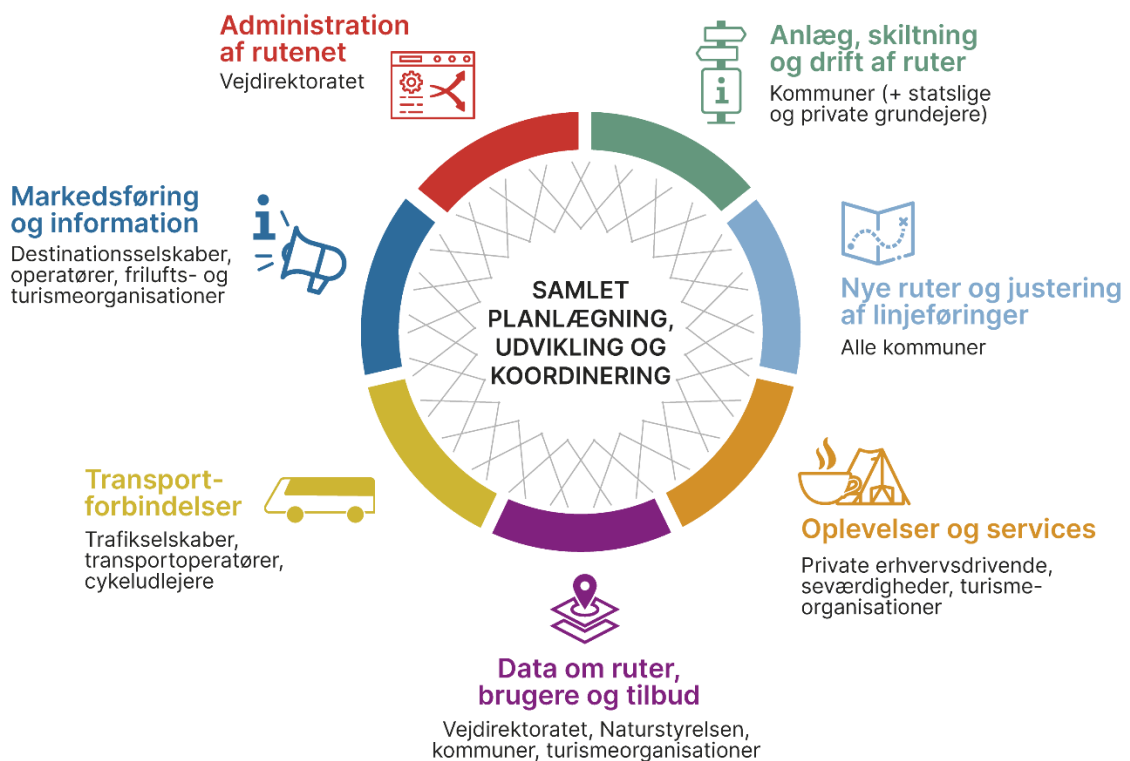 Administration
af rutenet
Vejdirektoratet
Anlæg, skiltning
og drift af ruter
Kommuner (+ statslige
og private grundejere)
Markedsføring
og information
Destinationsselskaber,
operatører, frilufts- og
turismeorganisationer
Nye ruter og justering
af linjeføringer
Alle kommuner
SAMLET
PLANLÆGNING,
UDVIKLING OG
KOORDINERING
Transport-
forbindelser
Trafikselskaber,
transportoperatører,
cykeludlejere
Oplevelser og services
Private erhvervsdrivende,
seværdigheder, turisme-
organisationer
Data om ruter,
brugere og tilbud
Vejdirektoratet, Naturstyrelsen,
kommuner, turismeorganisationer